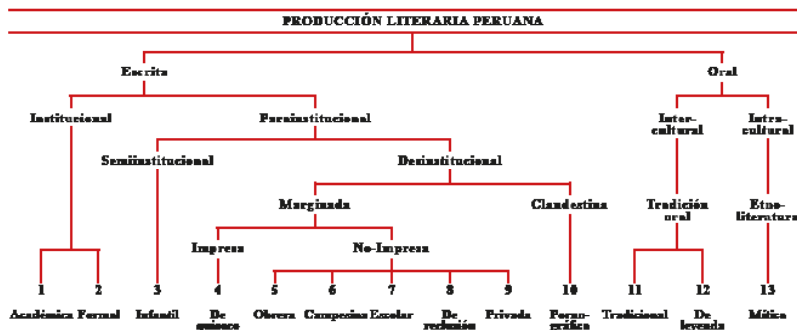 PRODUCCIÓN LITERARIA PERUANA
Escrita
Oral
Institucional
Parainstitucional
Inter-
cultural
Intra-
cultural
Semiinstitucional
Desinstitucional
Marginada
Clandestina
Tradición
oral
Etno-
literatura
Impresa
No-Impresa
1 2 3 4 5 6 7 8 9 10 11 12 13
Académica Formal Infantil De
quiosco
Obrera Campesina Escolar De
reclusión
Privada Porno-
gráfica
Tradicional De
leyenda
Mítica